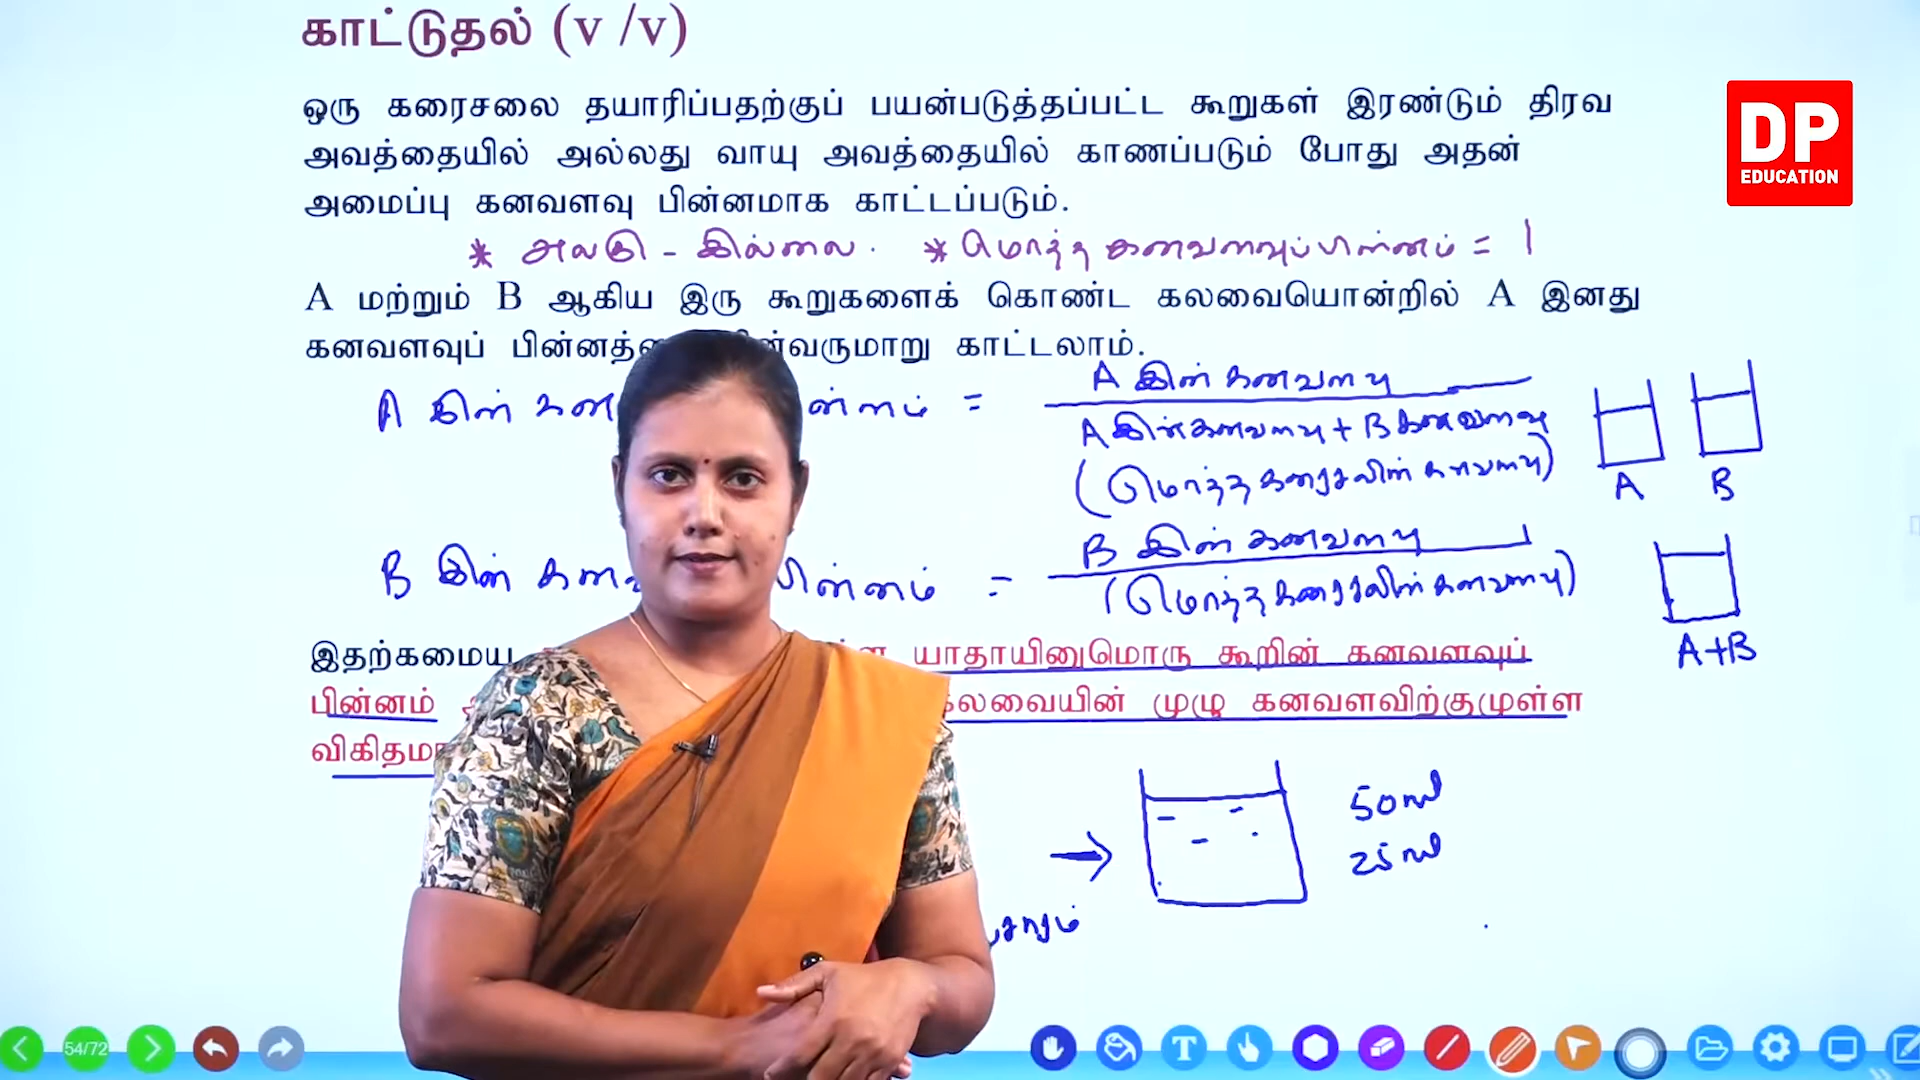 காட்டுதல் (v /v)
DP
EDUCATION
ஒரு கரைசலை தயாரிப்பதற்குப் பயன்படுத்தப்பட்ட கூறுகள் இரண்டும் திரவ
அவத்தையில் அல்லது வாயு அவத்தையில் காணப்படும் போது அதன்
அமைப்பு கனவளவு பின்னமாக காட்டப்படும்.
* அலகு - இல்லை. * மொத்த கனவளவுப்பின்னம் = 1
A மற்றும் B ஆகிய இரு கூறுகளைக் கொண்ட கலவையொன்றில் A இனது
கனவளவுப் பின்னத்தை பின்வருமாறு காட்டலாம்.
A இன் =
A இன் கனவளவு
A இன் கனவளவு + B கனவளவு
(மொத்த கரைசலின் கனவளவு)
A B
B இன் பின்னம் =
B இன் கனவளவு
(மொத்த கரைசலின் கனவளவு)
A+B
இதற்கமைய யாதாயினுமொரு கூறின் கனவளவுப்
பின்னம் கலவையின் முழு கனவளவிற்குமுள்ள
50ml
25ml
54/72